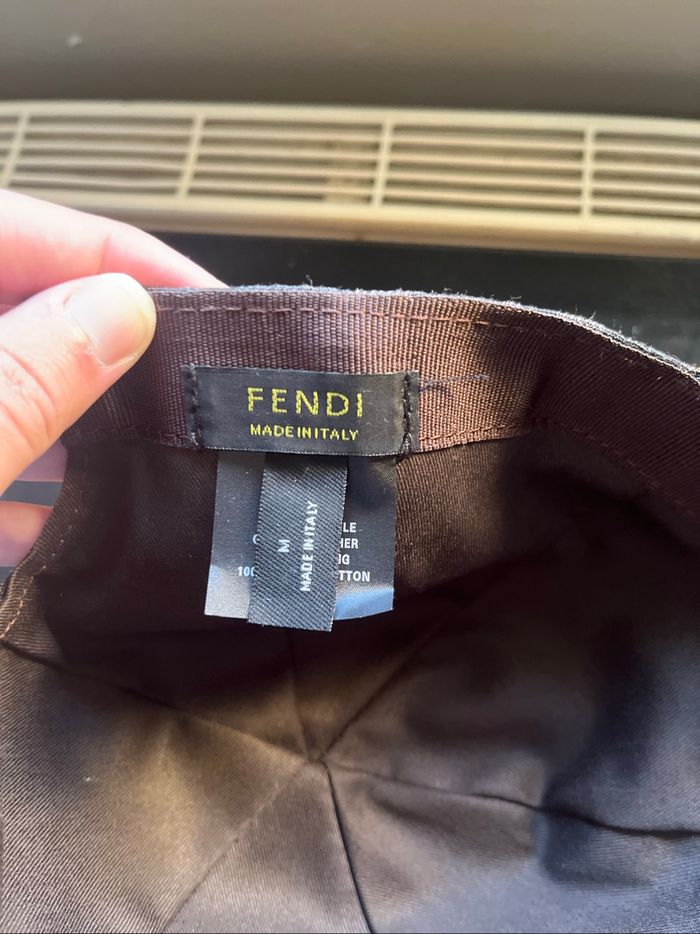 FENDI
MADE IN ITALY
M
MADE IN ITALY
LE
HER
G
NG
100
TTON